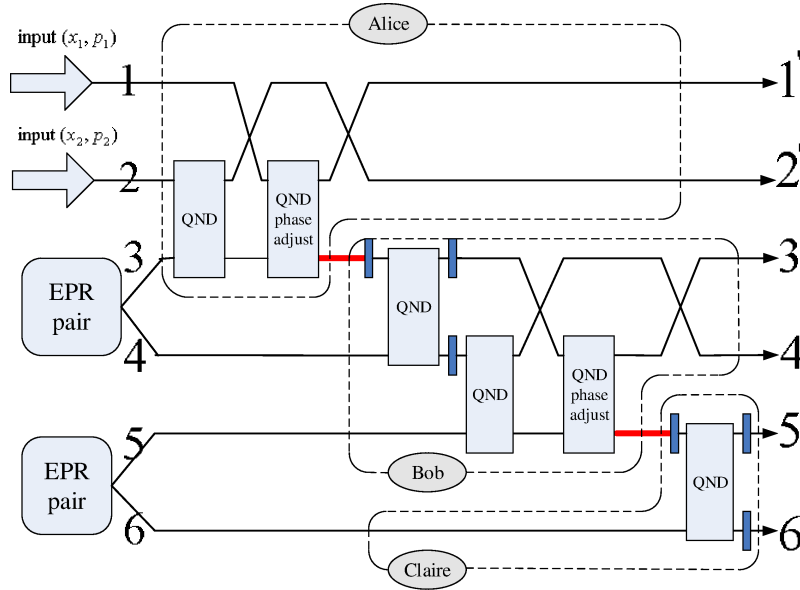 Alice
input (x1, p1)
1
1'
input (x2, p2)
2
2'
QND
QND
phase
adjust
3
3
EPR
pair
QND
4
4
QND
QND
phase
adjust
5
5
EPR
pair
Bob
QND
6
6
Claire